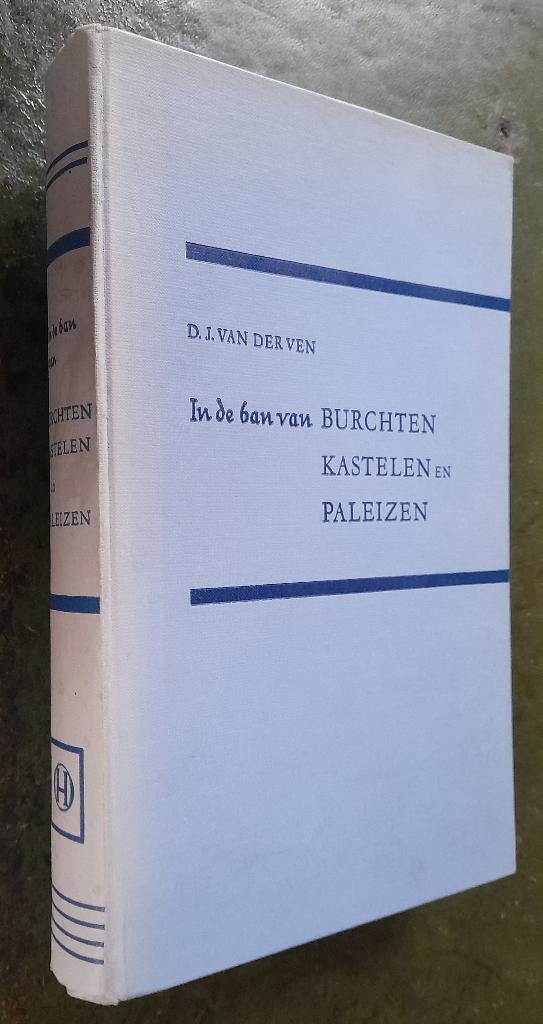 D. J. VAN DER VEN
In de ban van BURCHTEN
KASTELEN EN
PALEIZEN
H